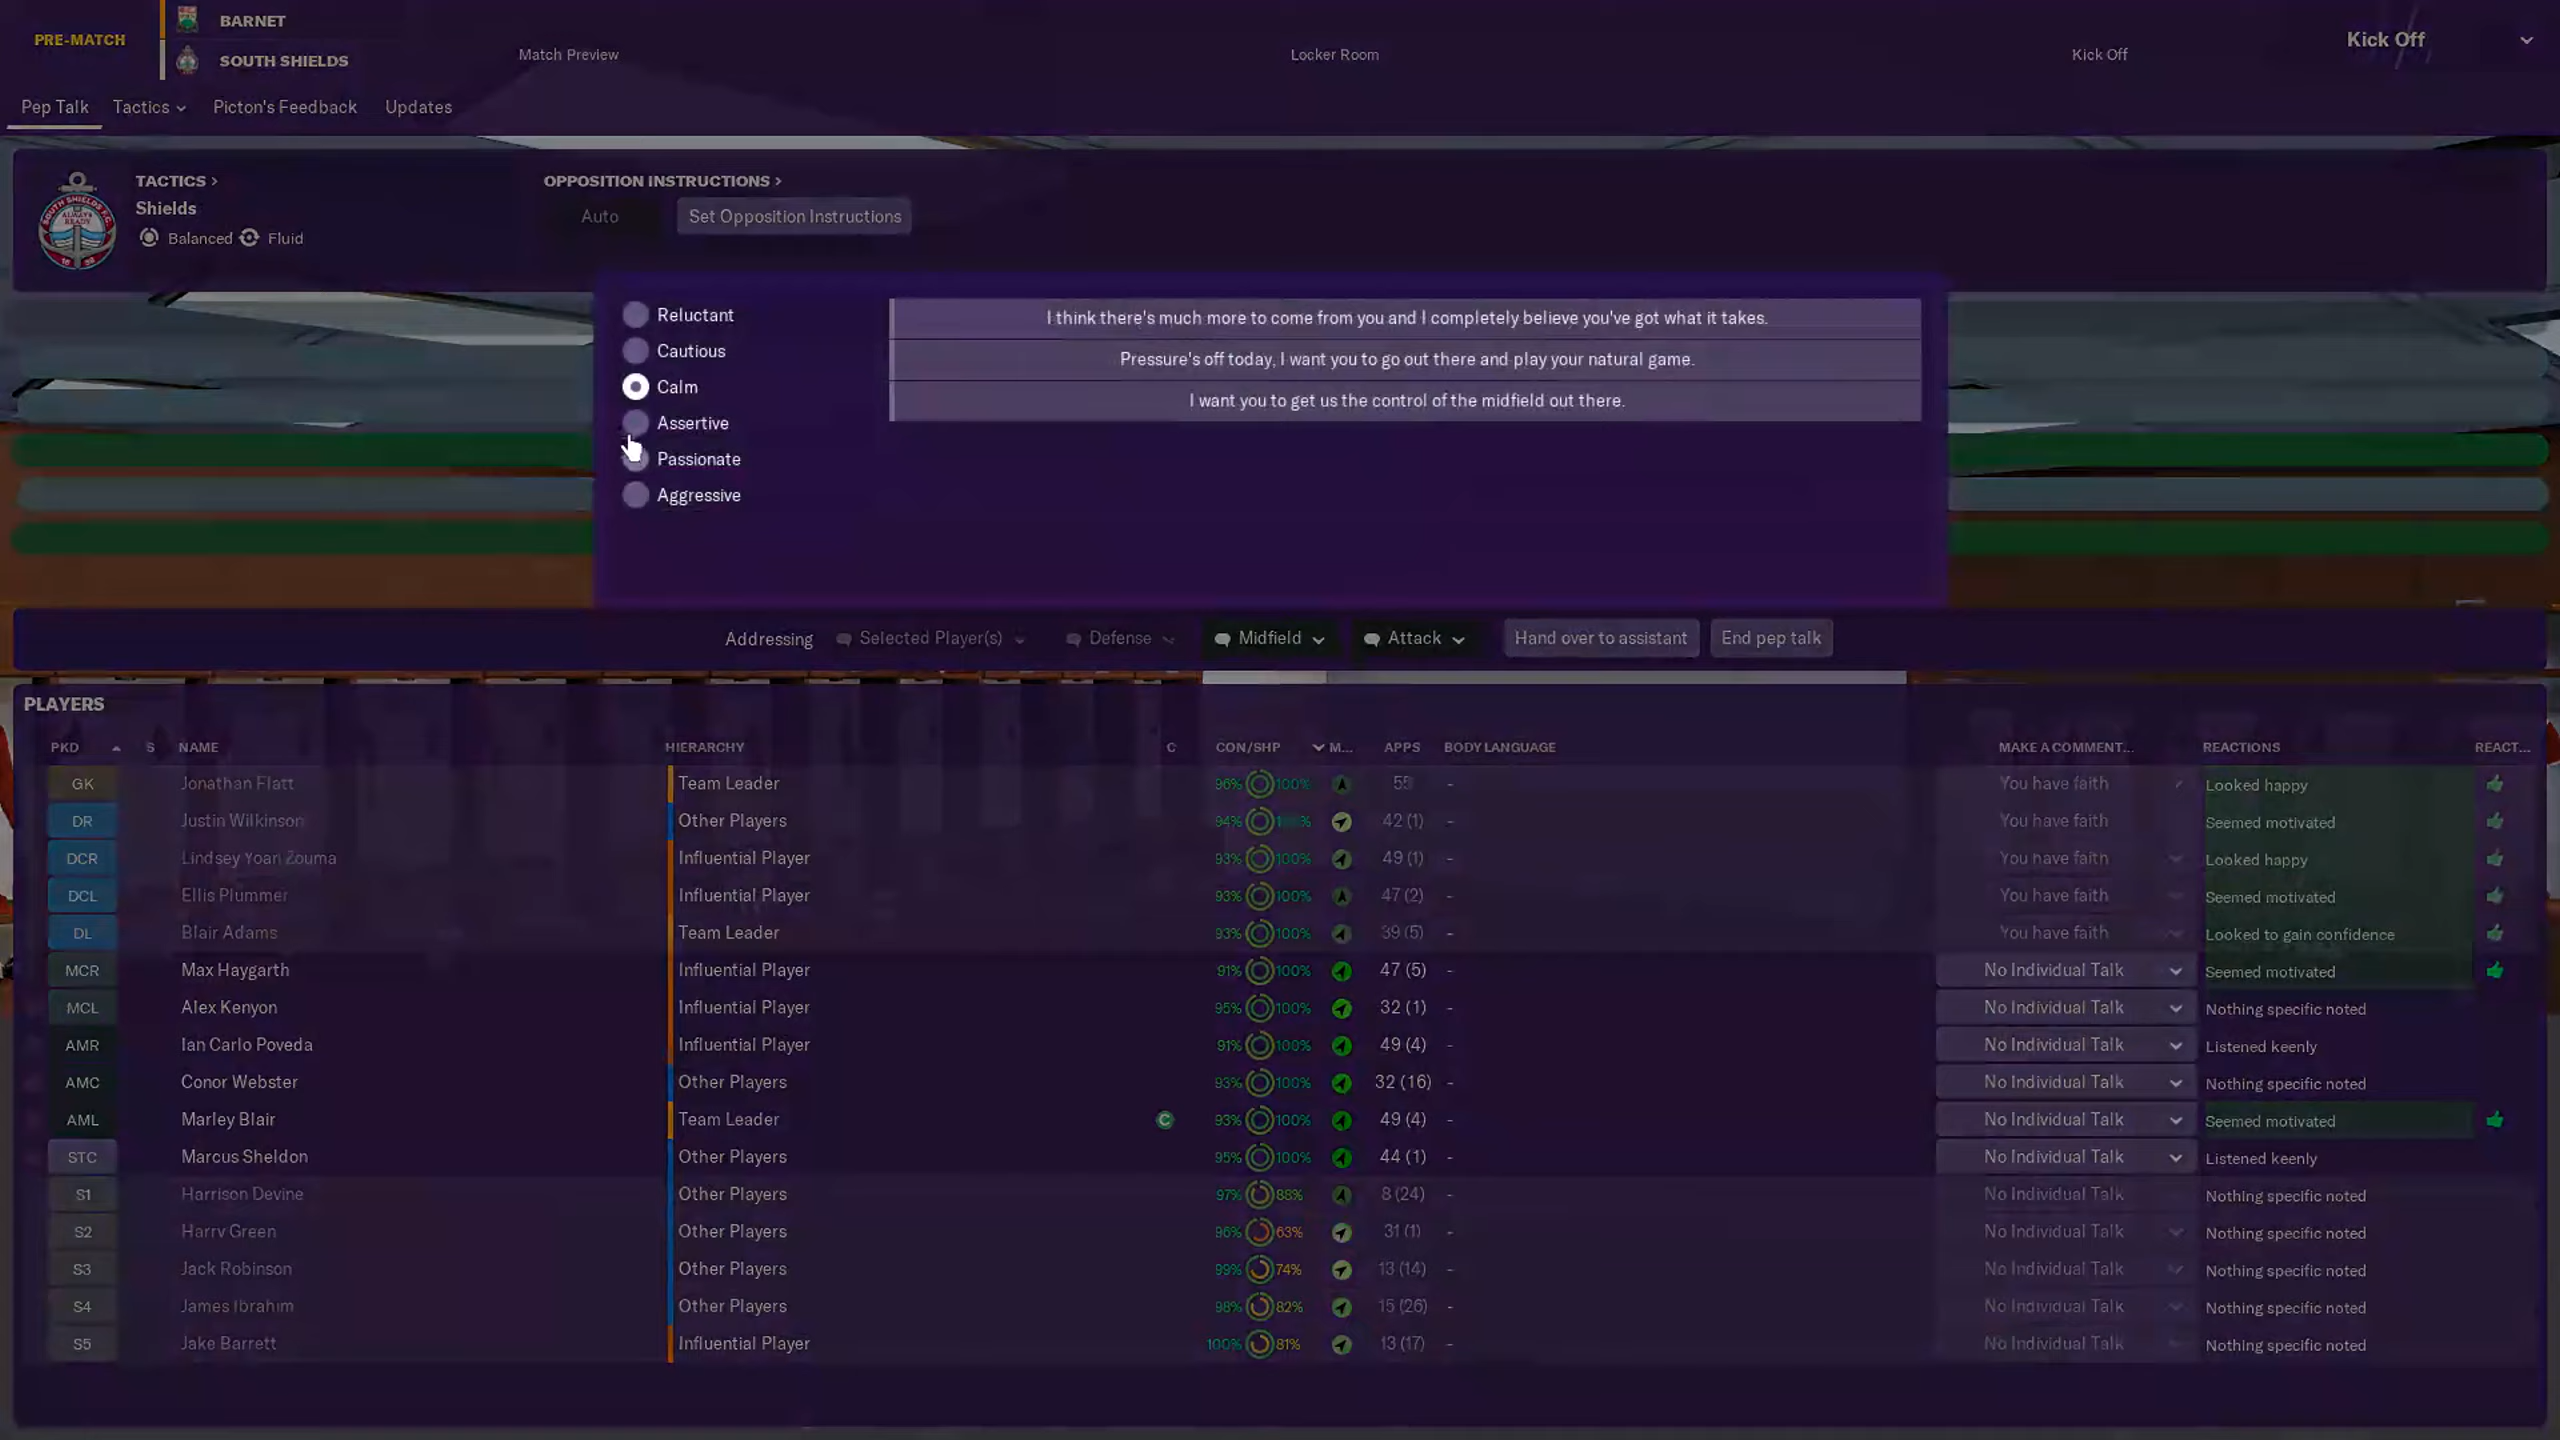 PRE-MATCH
BARNET
SOUTH SHIELDS
Match Preview
Locker Room
Kick Off
Kick Off
Pep Talk Tactics Picton's Feedback Updates
TACTICS >
Shields
Balanced Fluid
OPPOSITION INSTRUCTIONS >
Auto Set Opposition Instructions
SOUTH SHIELDS F.C.
ALWAYS READY
Reluctant
Cautious
Calm
Assertive
Passionate
Aggressive
I think there's much more to come from you and I completely believe you've got what it takes.
Pressure's off today, I want you to go out there and play your natural game.
I want you to get us the control of the midfield out there.
Addressing Selected Player(s) Defense Midfield Attack Hand over to assistant End pep talk
PLAYERS
PKD S NAME HIERARCHY C CON/SHP M... APPS BODY LANGUAGE MAKE A COMMENT... REACTIONS REACT...
GK Jonathan Flatt Team Leader 96% 100% 55 - You have faith Looked happy
DR Justin Wilkinson Other Players 94% 42 (1) - You have faith Seemed motivated
DCR Lindsey Yoan Zouma Influential Player 93% 100% 49 (1) - You have faith Looked happy
DCL Ellis Plummer Influential Player 93% 100% 47 (2) - You have faith Seemed motivated
DL Blair Adams Team Leader 93% 100% 39 (5) - You have faith Looked to gain confidence
MCR Max Haygarth Influential Player 91% 100% 47 (5) - No Individual Talk Seemed motivated
MCL Alex Kenyon Influential Player 95% 100% 32 (1) - No Individual Talk Nothing specific noted
AMR Ian Carlo Poveda Influential Player 91% 100% 49 (4) - No Individual Talk Listened keenly
AMC Conor Webster Other Players 93% 100% 32 (16) - No Individual Talk Nothing specific noted
AML Marley Blair Team Leader C 93% 100% 49 (4) - No Individual Talk Seemed motivated
STC Marcus Sheldon Other Players 95% 100% 44 (1) - No Individual Talk Listened keenly
S1 Harrison Devine Other Players 97% 88% 8 (24) - No Individual Talk Nothing specific noted
S2 Harry Green Other Players 96% 63% 31 (1) - No Individual Talk Nothing specific noted
S3 Jack Robinson Other Players 99% 74% 13 (14) - No Individual Talk Nothing specific noted
S4 James Ibrahim Other Players 98% 82% 15 (26) - No Individual Talk Nothing specific noted
S5 Jake Barrett Influential Player 100% 81% 13 (17) - No Individual Talk Nothing specific noted